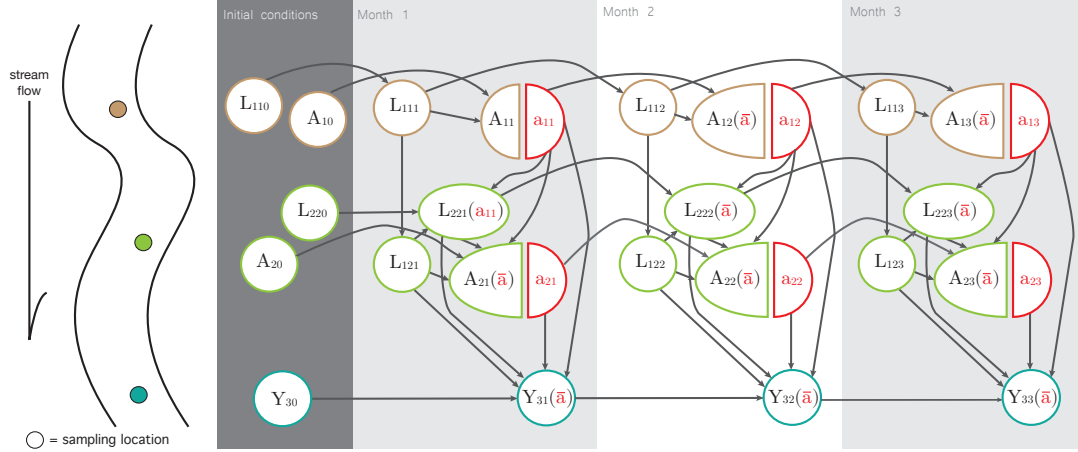 Initial conditions
Month 1
Month 2
Month 3
stream
flow
L₁₁₀
A₁₀
L₁₁₁
A₁₁
a₁₁
L₁₁₂
A₁₂(a̅)
a₁₂
L₁₁₃
A₁₃(a̅)
a₁₃
L₂₂₀
L₂₂₁(a₁₁)
L₂₂₂(a̅)
L₂₂₃(a̅)
A₂₀
L₁₂₁
A₂₁(a̅)
a₂₁
L₁₂₂
A₂₂(a̅)
a₂₂
L₁₂₃
A₂₃(a̅)
a₂₃
Y₃₀
Y₃₁(a̅)
Y₃₂(a̅)
Y₃₃(a̅)
= sampling location